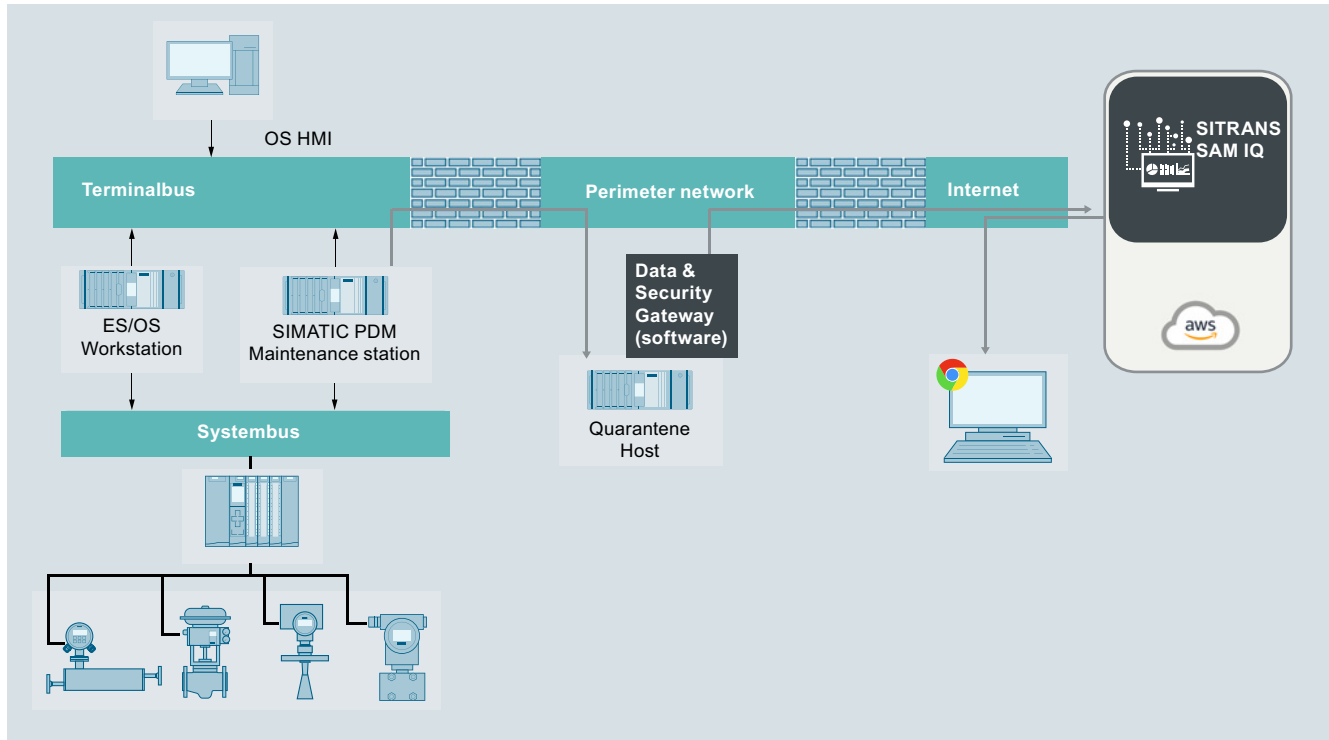 OS HMI
Terminalbus
Perimeter network
Internet
SITRANS
SAM IQ
aws
ES/OS
Workstation
SIMATIC PDM
Maintenance station
Data &
Security
Gateway
(software)
Quarantene
Host
Systembus